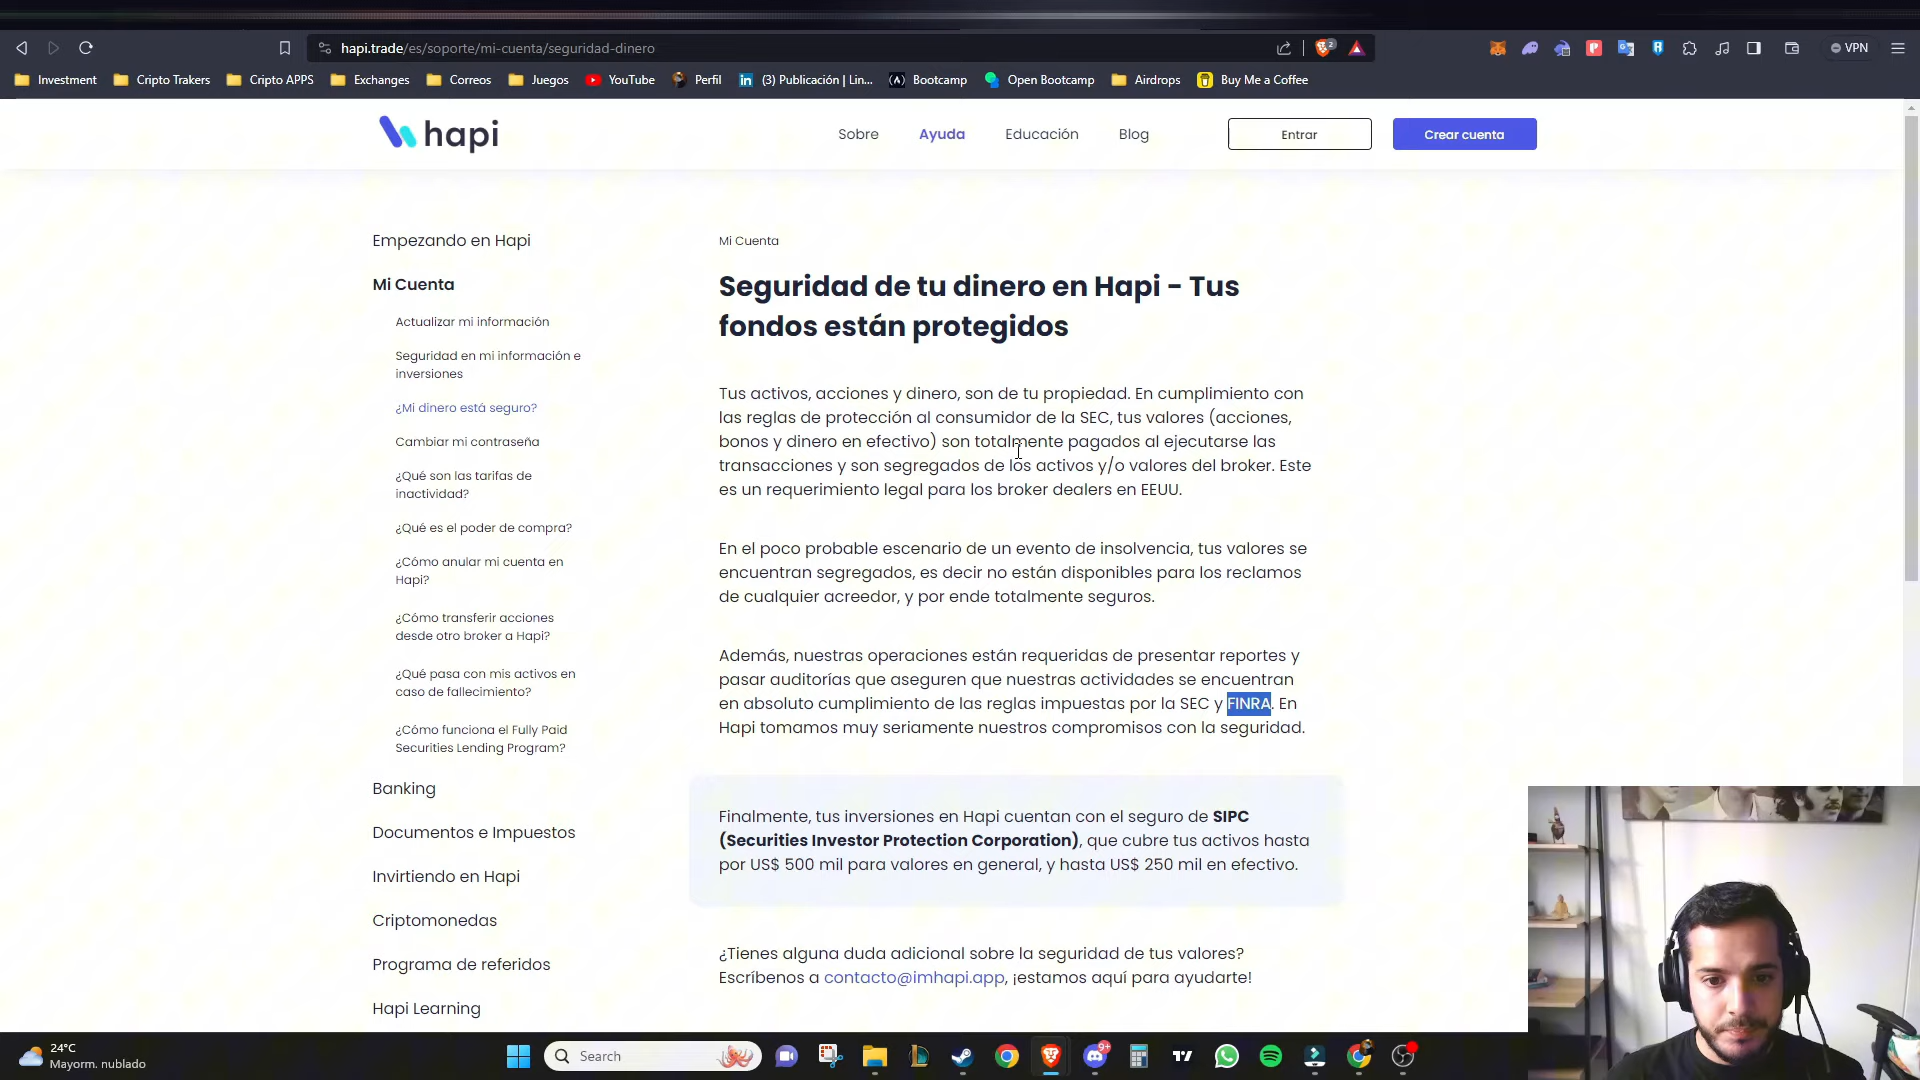 hapi.trade/es/soporte/mi-cuenta/seguridad-dinero
2
VPN
Investment
Cripto Trakers
Cripto APPS
Exchanges
Correos
Juegos
YouTube
Perfil
(3) Publicación | Lin...
Bootcamp
Open Bootcamp
Airdrops
Buy Me a Coffee
hapi
Sobre
Ayuda
Educación
Blog
Entrar
Crear cuenta
Empezando en Hapi
Mi Cuenta
Actualizar mi información
Seguridad en mi información e
inversiones
¿Mi dinero está seguro?
Cambiar mi contraseña
¿Qué son las tarifas de
inactividad?
¿Qué es el poder de compra?
¿Cómo anular mi cuenta en
Hapi?
¿Cómo transferir acciones
desde otro broker a Hapi?
¿Qué pasa con mis activos en
caso de fallecimiento?
¿Cómo funciona el Fully Paid
Securities Lending Program?
Banking
Documentos e Impuestos
Invirtiendo en Hapi
Criptomonedas
Programa de referidos
Hapi Learning
Mi Cuenta
Seguridad de tu dinero en Hapi - Tus
fondos están protegidos
Tus activos, acciones y dinero, son de tu propiedad. En cumplimiento con
las reglas de protección al consumidor de la SEC, tus valores (acciones,
bonos y dinero en efectivo) son totalmente pagados al ejecutarse las
transacciones y son segregados de los activos y/o valores del broker. Este
es un requerimiento legal para los broker dealers en EEUU.
En el poco probable escenario de un evento de insolvencia, tus valores se
encuentran segregados, es decir no están disponibles para los reclamos
de cualquier acreedor, y por ende totalmente seguros.
Además, nuestras operaciones están requeridas de presentar reportes y
pasar auditorías que aseguren que nuestras actividades se encuentran
en absoluto cumplimiento de las reglas impuestas por la SEC y FINRA. En
Hapi tomamos muy seriamente nuestros compromisos con la seguridad.
Finalmente, tus inversiones en Hapi cuentan con el seguro de SIPC
(Securities Investor Protection Corporation), que cubre tus activos hasta
por US$ 500 mil para valores en general, y hasta US$ 250 mil en efectivo.
¿Tienes alguna duda adicional sobre la seguridad de tus valores?
Escríbenos a contacto@imhapi.app, ¡estamos aquí para ayudarte!
24°C
Mayorm. nublado
Search
9+